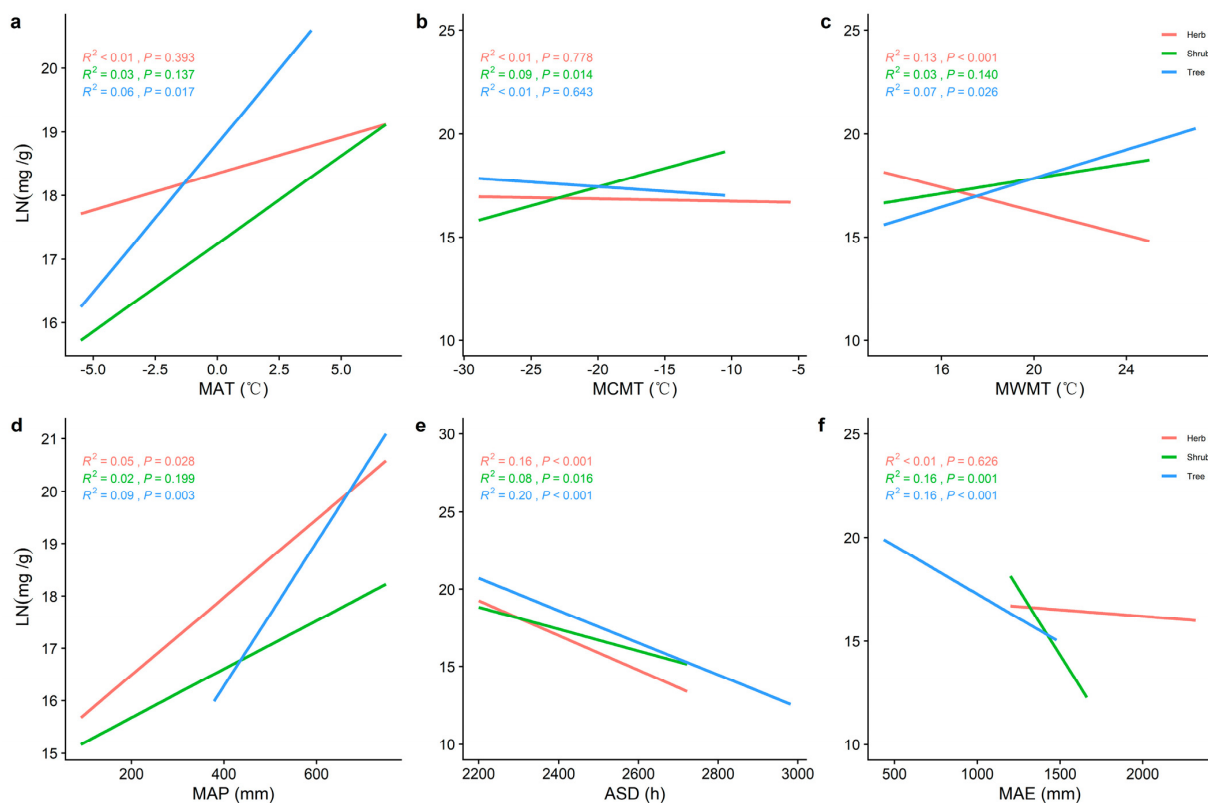 a
R² < 0.01 , P = 0.393
R² = 0.03 , P = 0.137
R² = 0.06 , P = 0.017
LN(mg /g)
20
19
18
17
16
-5.0 -2.5 0.0 2.5 5.0
MAT (℃)
b
R² < 0.01 , P = 0.778
R² = 0.09 , P = 0.014
R² < 0.01 , P = 0.643
25
20
15
10
-30 -25 -20 -15 -10 -5
MCMT (℃)
c
R² = 0.13 , P < 0.001
R² = 0.03 , P = 0.140
R² = 0.07 , P = 0.026
Herb
Shrub
Tree
25
20
15
10
16 20 24
MWMT (℃)
d
R² = 0.05 , P = 0.028
R² = 0.02 , P = 0.199
R² = 0.09 , P = 0.003
LN(mg /g)
21
20
19
18
17
16
15
200 400 600
MAP (mm)
e
R² = 0.16 , P < 0.001
R² = 0.08 , P = 0.016
R² = 0.20 , P < 0.001
30
25
20
15
10
2200 2400 2600 2800 3000
ASD (h)
f
R² < 0.01 , P = 0.626
R² = 0.16 , P = 0.001
R² = 0.16 , P < 0.001
Herb
Shrub
Tree
25
20
15
10
500 1000 1500 2000
MAE (mm)